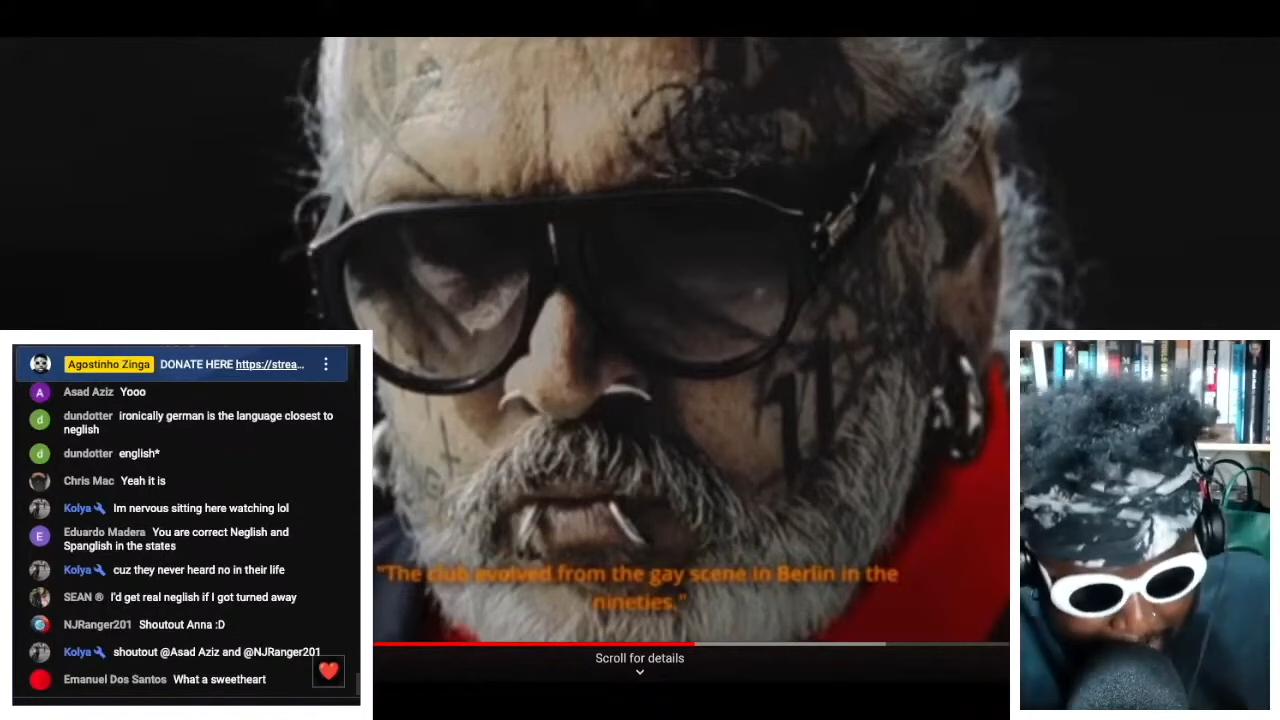 Agostinho Zinga DONATE HERE https://strea...
Asad Aziz Yooo
dundotter ironically german is the language closest to
neglish
dundotter english*
Chris Mac Yeah it is
Kolya Im nervous sitting here watching lol
Eduardo Madera You are correct Neglish and
Spanglish in the states
Kolya cuz they never heard no in their life
SEAN ® I'd get real neglish if I got turned away
NJRanger201 Shoutout Anna :D
Kolya shoutout @Asad Aziz and @NJRanger201
Emanuel Dos Santos What a sweetheart
"The club evolved from the gay scene in Berlin in the
nineties."
Scroll for details